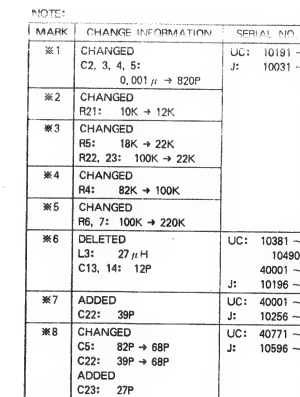 NOTE:
MARK CHANGE INFORMATION SERIAL NO.
※1 CHANGED UC: 10191 ~
C2, 3, 4, 5: J: 10031 ~
0,001μ → 820P
※2 CHANGED
R21: 10K → 12K
※3 CHANGED
R5: 18K → 22K
R22, 23: 100K → 22K
※4 CHANGED
R4: 82K → 100K
※5 CHANGED
R6, 7: 100K → 220K
※6 DELETED UC: 10381 ~
L3: 27μH 10490
C13, 14: 12P 40001 ~
J: 10196 ~
※7 ADDED UC: 40001 ~
C22: 39P J: 10256 ~
※8 CHANGED UC: 40771 ~
C5: 82P → 68P J: 10596 ~
C22: 39P → 68P
ADDED
C23: 27P